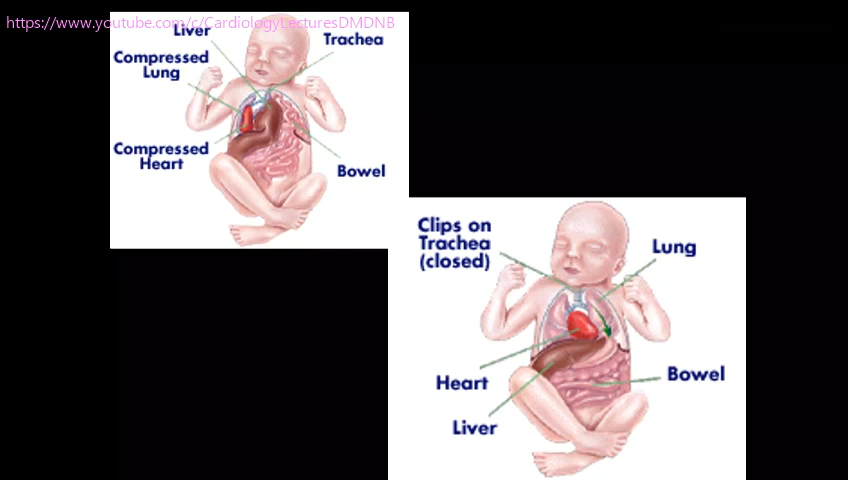 https://www.youtube.com/c/CardiologyLecturesDMDNB
Liver
Trachea
Compressed
Lung
Compressed
Heart
Bowel
Clips on
Trachea
(closed)
Lung
Heart
Bowel
Liver